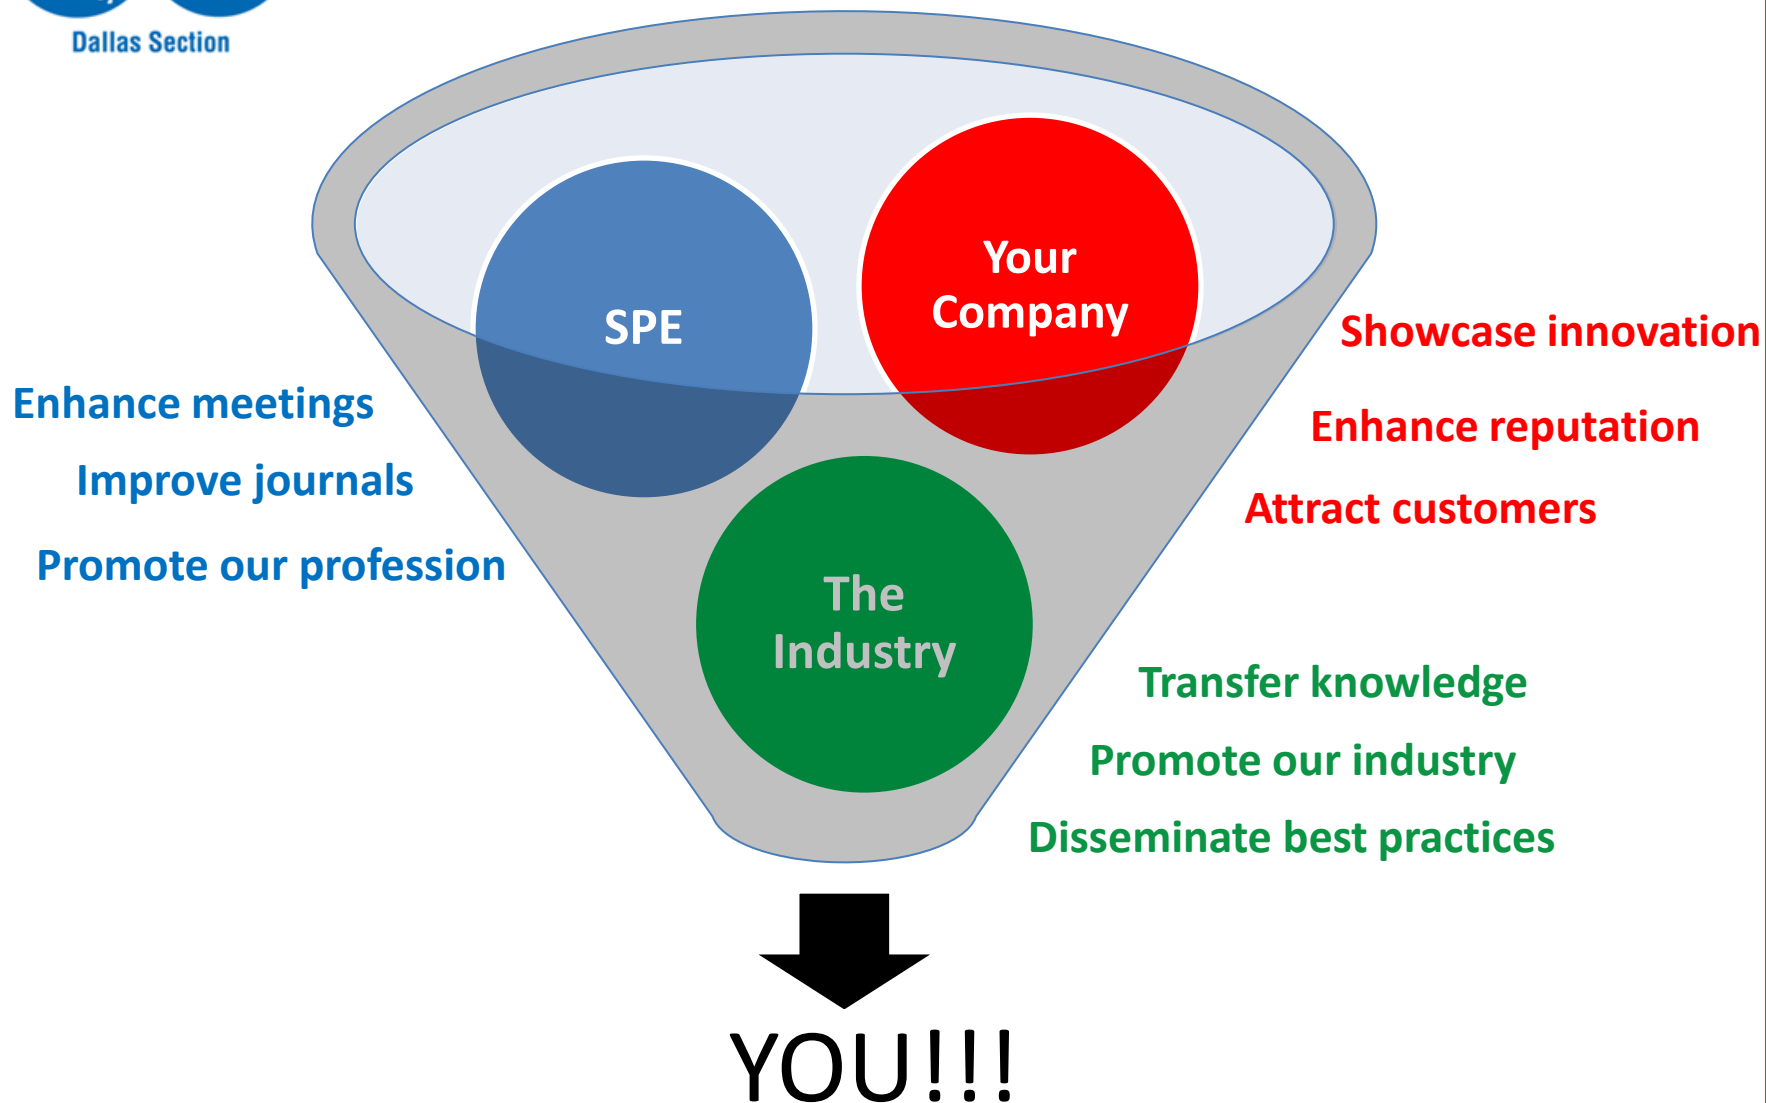 Dallas Section
SPE
Your
Company
The
Industry
Enhance meetings
Improve journals
Promote our profession
Showcase innovation
Enhance reputation
Attract customers
Transfer knowledge
Promote our industry
Disseminate best practices
YOU!!!